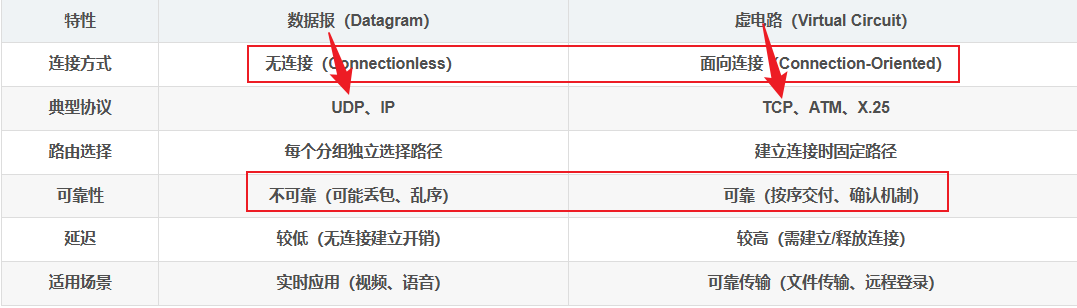 特性 数据报（Datagram） 虚电路（Virtual Circuit）
连接方式 无连接（Connectionless） 面向连接（Connection-Oriented）
典型协议 UDP、IP TCP、ATM、X.25
路由选择 每个分组独立选择路径 建立连接时固定路径
可靠性 不可靠（可能丢包、乱序） 可靠（按序交付、确认机制）
延迟 较低（无连接建立开销） 较高（需建立/释放连接）
适用场景 实时应用（视频、语音） 可靠传输（文件传输、远程登录）